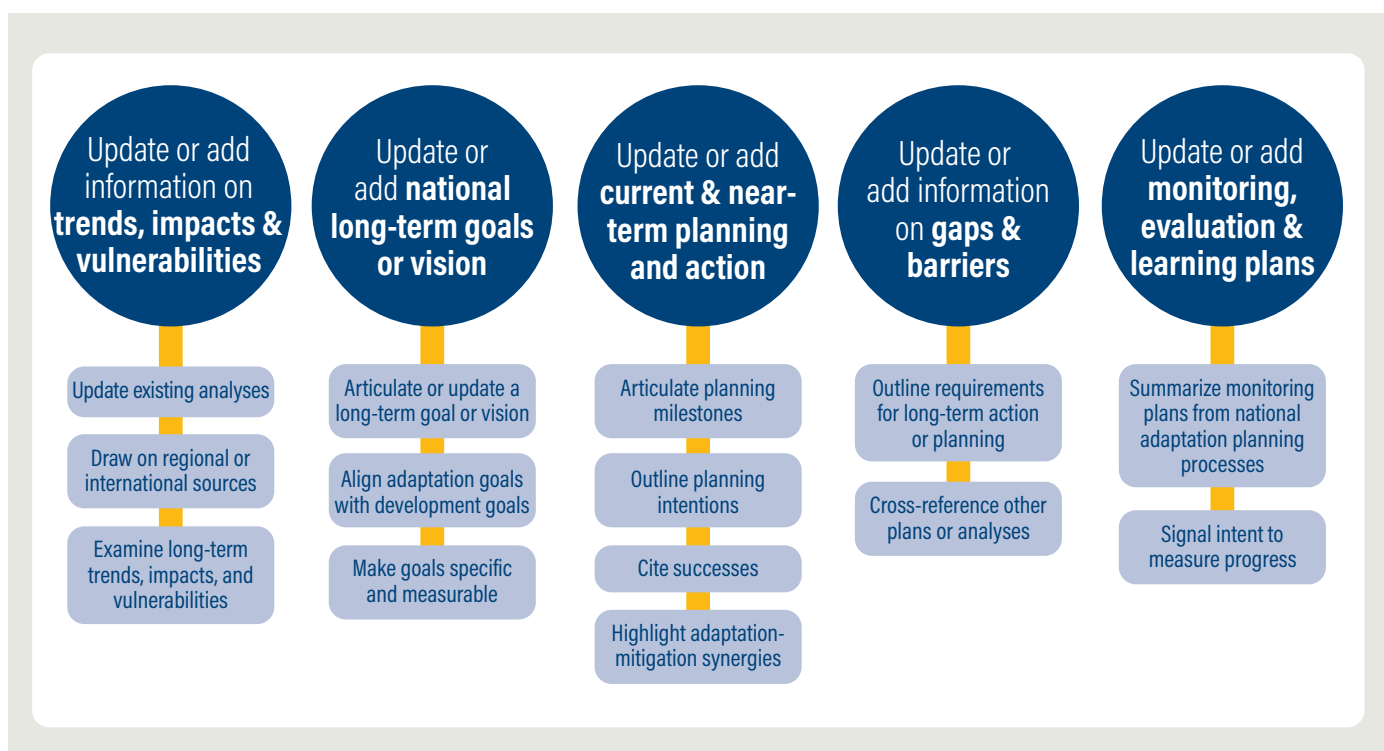 Update or add
information on
trends, impacts &
vulnerabilities
Update existing analyses
Draw on regional or
international sources
Examine long-term
trends, impacts, and
vulnerabilities
Update or
add national
long-term goals
or vision
Articulate or update a
long-term goal or vision
Align adaptation goals
with development goals
Make goals specific
and measurable
Update or add
current & near-
term planning
and action
Articulate planning
milestones
Outline planning
intentions
Cite successes
Highlight adaptation-
mitigation synergies
Update or
add information
on gaps &
barriers
Outline requirements
for long-term action
or planning
Cross-reference other
plans or analyses
Update or add
monitoring,
evaluation &
learning plans
Summarize monitoring
plans from national
adaptation planning
processes
Signal intent to
measure progress